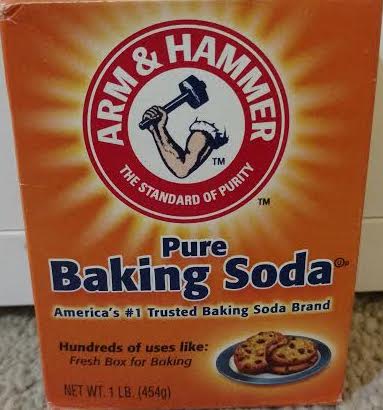 ARM & HAMMER
TM
THE STANDARD OF PURITY
TM
Pure
Baking Soda
America's #1 Trusted Baking Soda Brand
Hundreds of uses like:
Fresh Box for Baking
NET WT. 1 LB. (454g)